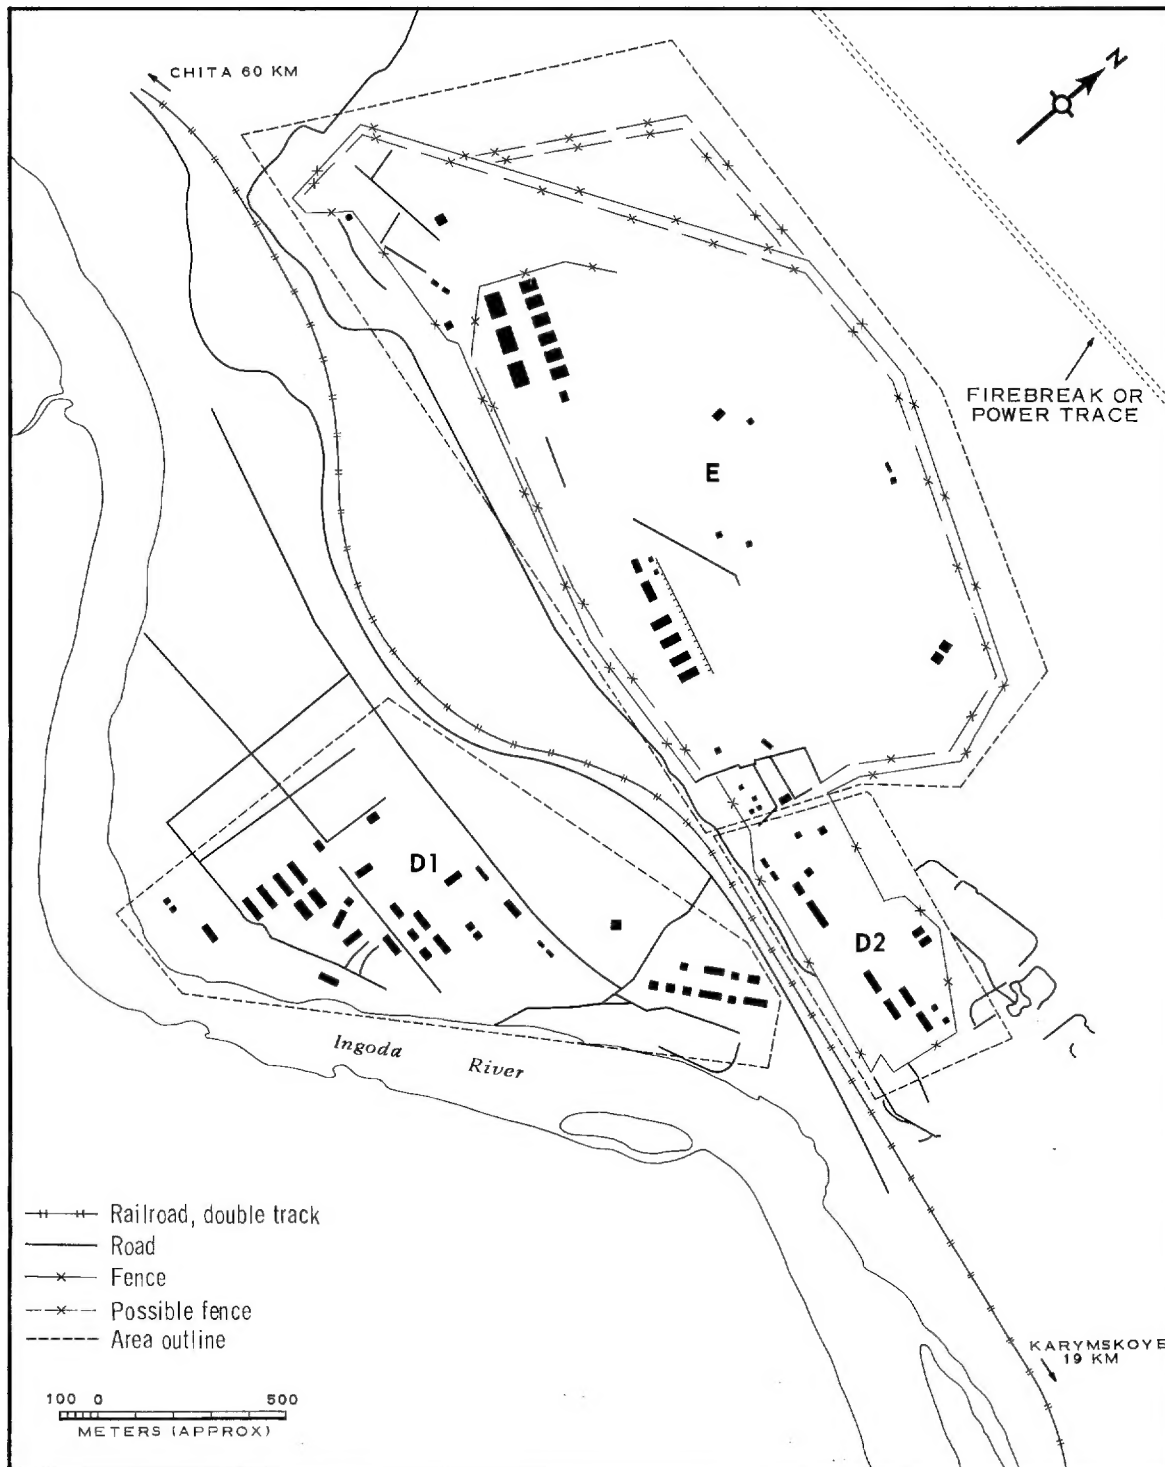 CHITA 60 KM
N
FIREBREAK OR
POWER TRACE
E
D1
D2
Ingoda River
Railroad, double track
Road
Fence
Possible fence
Area outline
KARYMSKOYE
19 KM
100 0 500
METERS (APPROX)